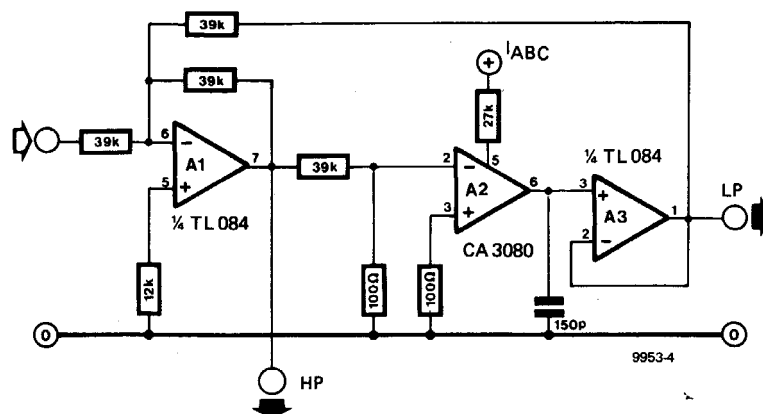 39k
39k
I ABC
27k
39k
6
−
A1
5
+
7
¼ TL 084
39k
2
−
A2
3
+
5
6
CA 3080
¼ TL 084
3
+
A3
2
−
1
LP
12k
100Ω
100Ω
150p
0
0
9953-4
HP